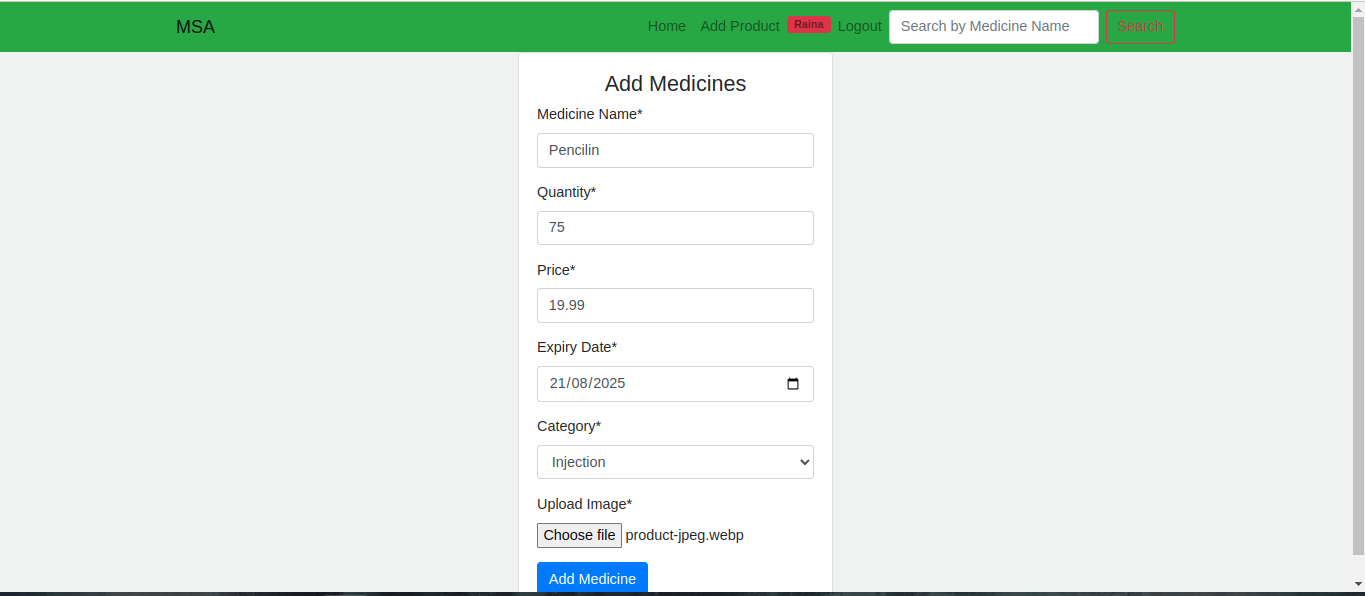 MSA Home Add Product Raina Logout Search by Medicine Name Search
Add Medicines
Medicine Name*
Pencilin
Quantity*
75
Price*
19.99
Expiry Date*
21/08/2025
Category*
Injection
Upload Image*
Choose file product-jpeg.webp
Add Medicine